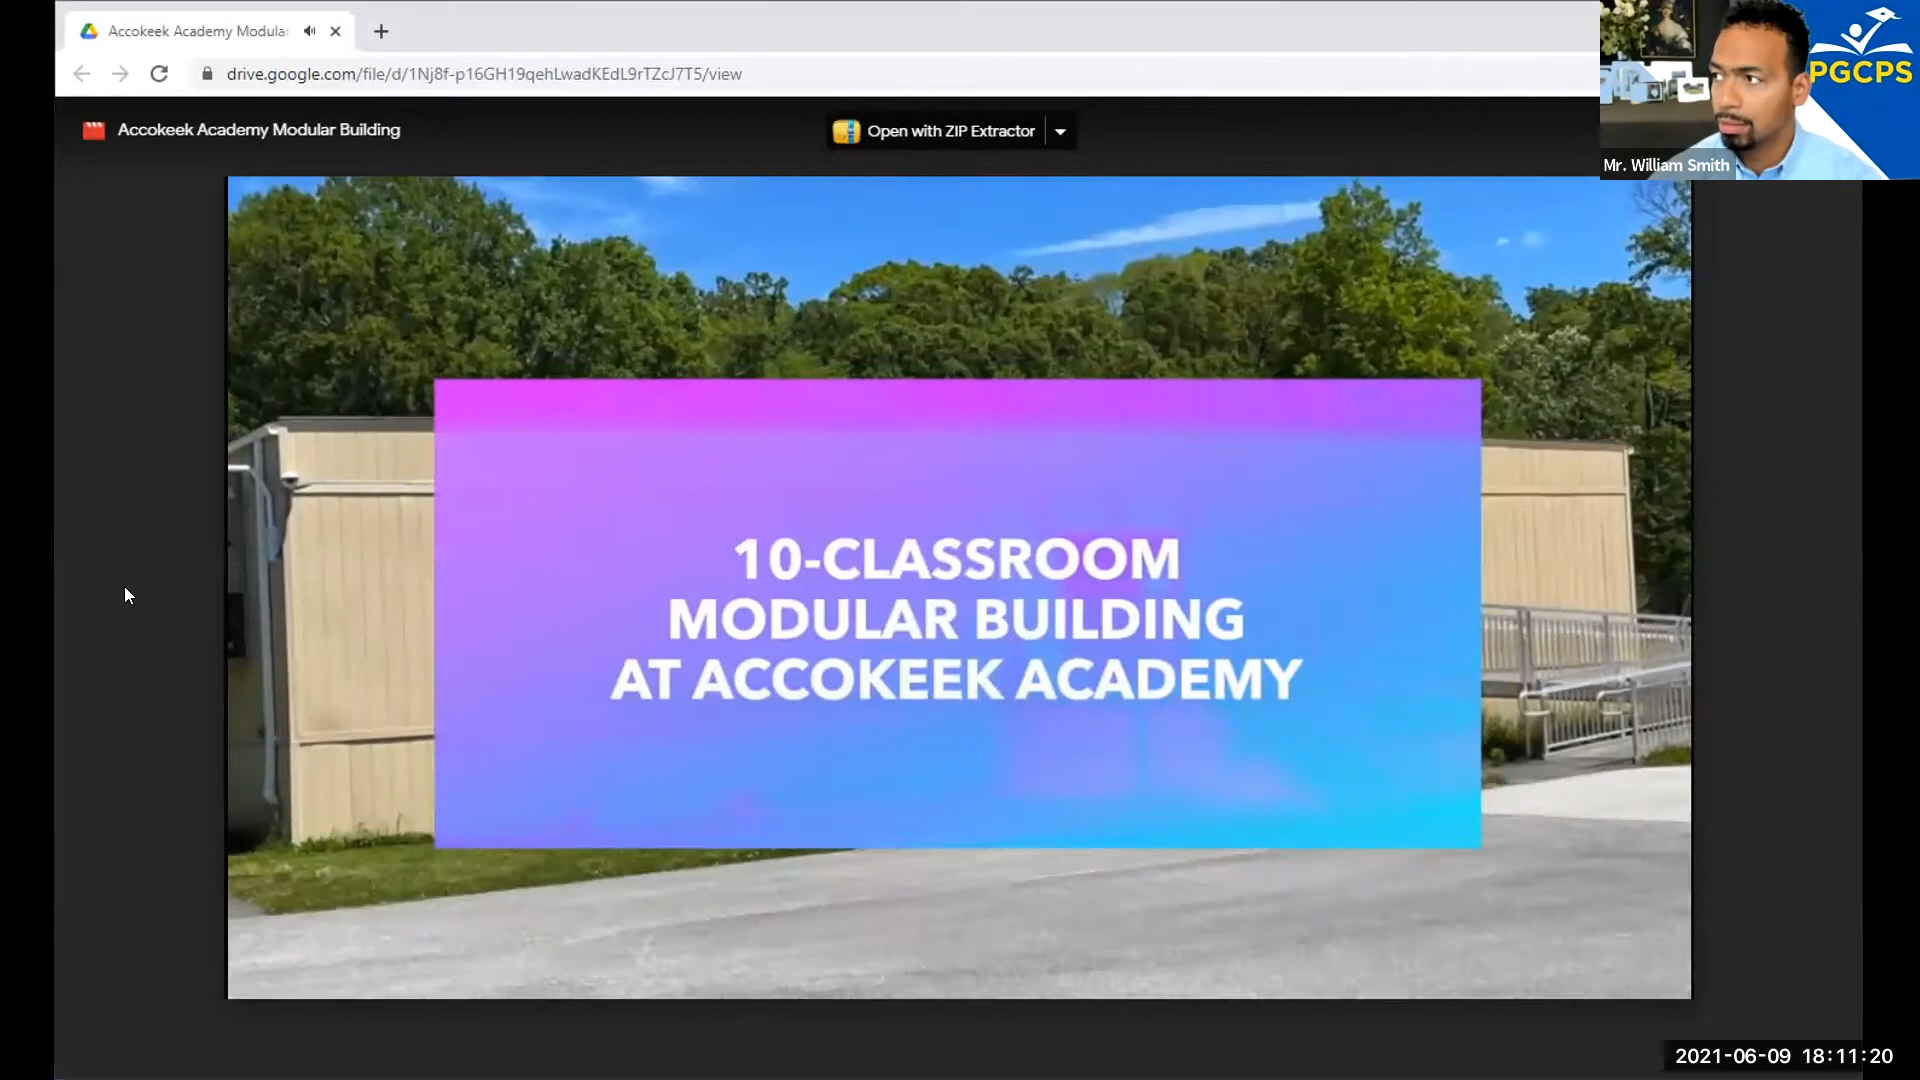 Accokeek Academy Modular
drive.google.com/file/d/1Nj8f-p16GH19qehLwadKEdL9rTZcJ7T5/view
Accokeek Academy Modular Building
Open with ZIP Extractor
PGCPS
Mr. William Smith
10-CLASSROOM
MODULAR BUILDING
AT ACCOKEEK ACADEMY
2021-06-09 18:11:20